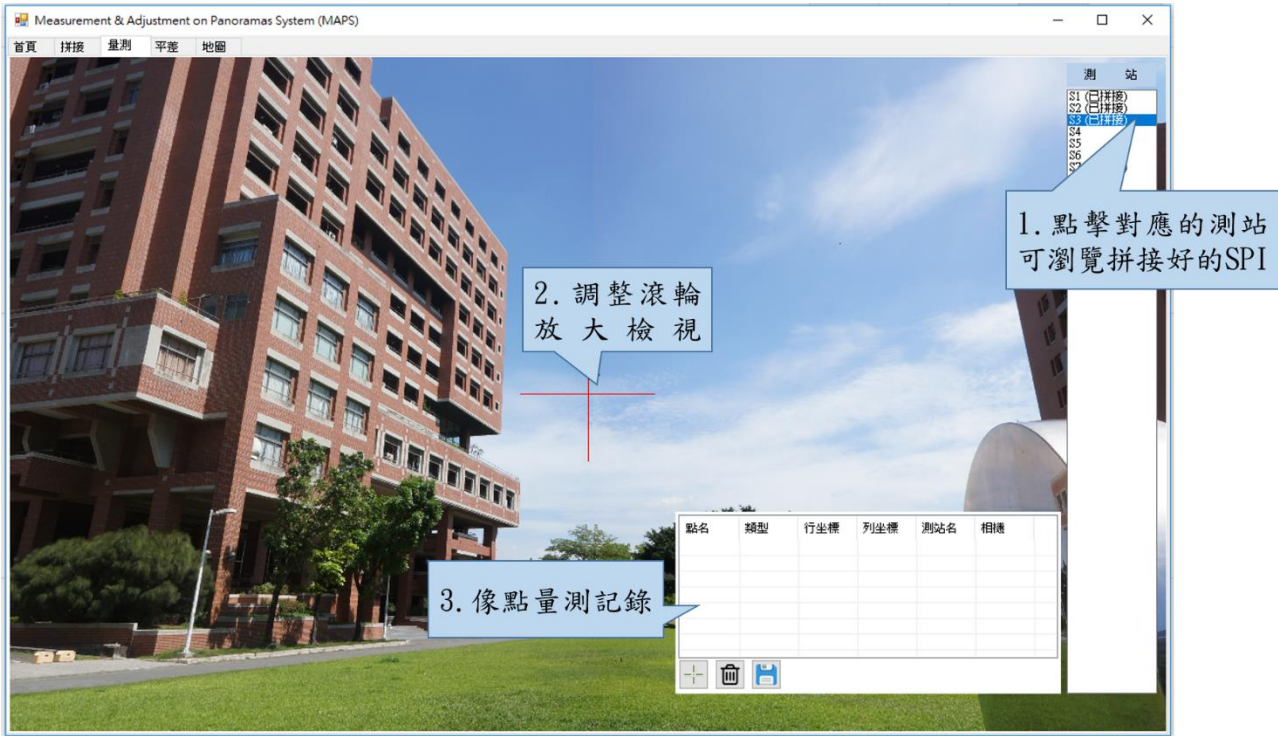 Measurement & Adjustment on Panoramas System (MAPS)
首頁 拼接 量測 平差 地圖
測 站
S1 (已拼接)
S2 (已拼接)
S3 (已拼接)
S4
S5
S6
1. 點擊對應的測站
可瀏覽拼接好的SPI
2. 調整滾輪
放大檢視
3. 像點量測記錄
點名 類型 行坐標 列坐標 測站名 相機